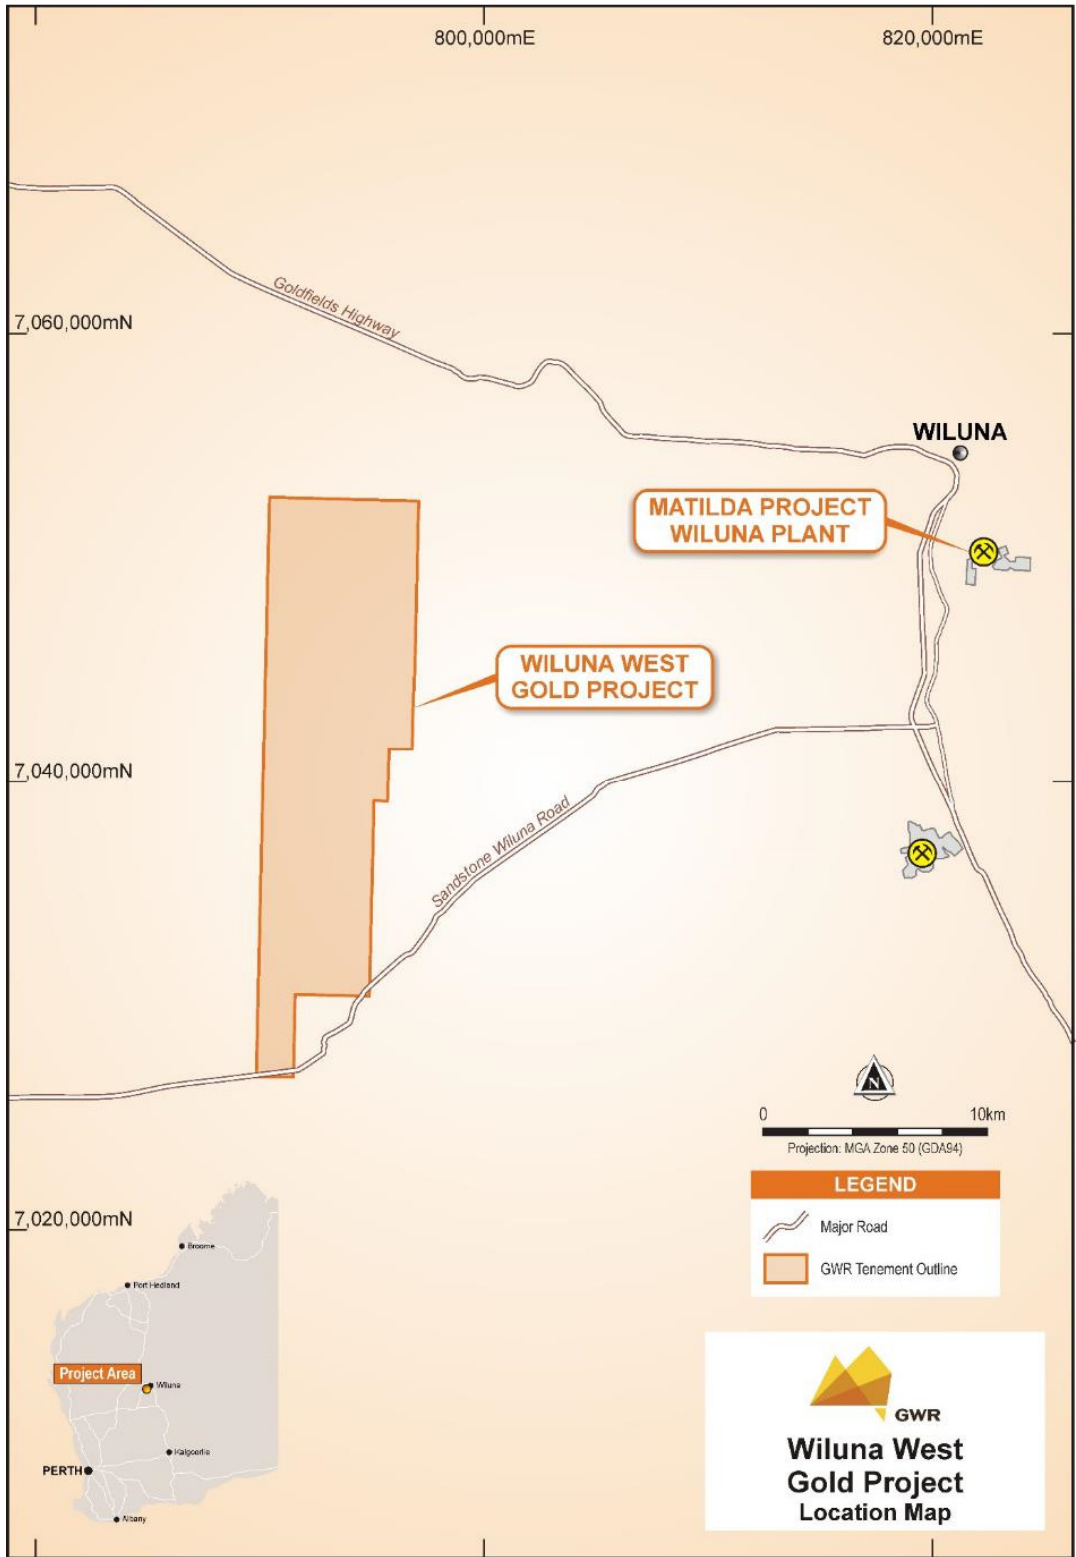 800,000mE
820,000mE
Goldfields Highway
7,060,000mN
WILUNA
MATILDA PROJECT
WILUNA PLANT
WILUNA WEST
GOLD PROJECT
7,040,000mN
Sandstone Wiluna Road
N
0
10km
Projection: MGA Zone 50 (GDA94)
LEGEND
Major Road
GWR Tenement Outline
7,020,000mN
Broome
Port Hedland
Project Area
Wiluna
Kalgoorlie
PERTH
Albany
GWR
Wiluna West
Gold Project
Location Map